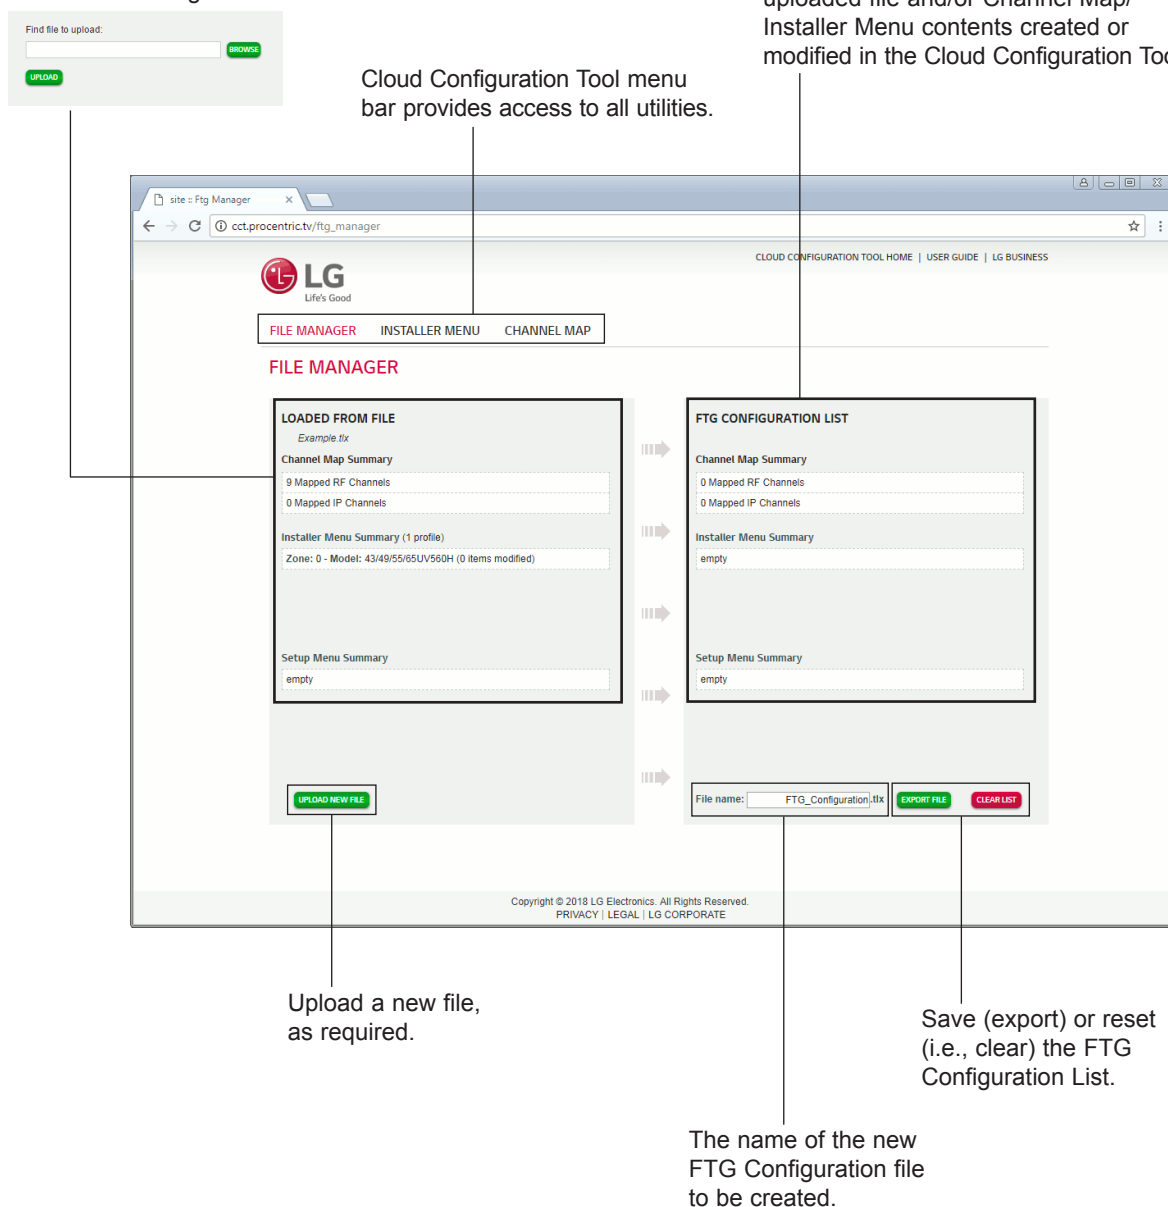 Find file to upload:
BROWSE
UPLOAD
Installer Menu contents created or
modified in the Cloud Configuration
Cloud Configuration Tool menu
bar provides access to all utilities.
site :: Ftg Manager
cct.procentric.tv/ftg_manager
CLOUD CONFIGURATION TOOL HOME | USER GUIDE | LG BUSINESS
LG
Life's Good
FILE MANAGER INSTALLER MENU CHANNEL MAP
FILE MANAGER
LOADED FROM FILE
Example.tlx
Channel Map Summary
9 Mapped RF Channels
0 Mapped IP Channels
Installer Menu Summary (1 profile)
Zone: 0 - Model: 43/49/55/65UV560H (0 items modified)
Setup Menu Summary
empty
UPLOAD NEW FILE
FTG CONFIGURATION LIST
Channel Map Summary
0 Mapped RF Channels
0 Mapped IP Channels
Installer Menu Summary
empty
Setup Menu Summary
empty
File name: FTG_Configuration .tlx EXPORT FILE CLEAR LIST
Copyright © 2018 LG Electronics. All Rights Reserved.
PRIVACY | LEGAL | LG CORPORATE
Upload a new file,
as required.
Save (export) or reset
(i.e., clear) the FTG
Configuration List.
The name of the new
FTG Configuration file
to be created.